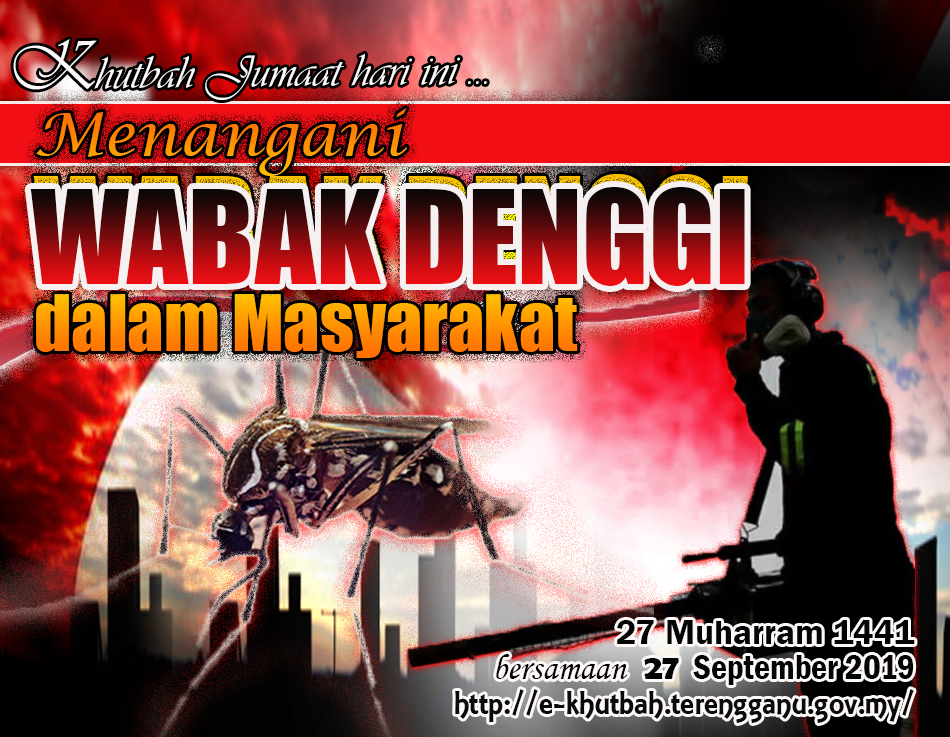 Khutbah Jumaat hari ini ...
Menangani
WABAK DENGGI
dalam Masyarakat
27 Muharram 1441
bersamaan 27 September 2019
http://e-khutbah.terengganu.gov.my/